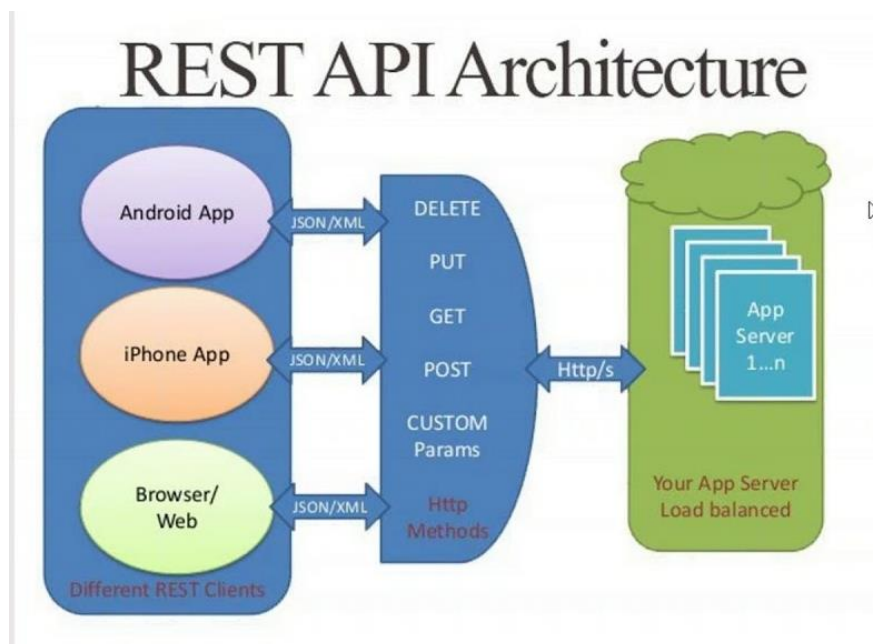 REST API Architecture
Android App
iPhone App
Browser/
Web
Different REST Clients
JSON/XML
JSON/XML
JSON/XML
DELETE
PUT
GET
POST
CUSTOM
Params
Http
Methods
Http/s
App
Server
1...n
Your App Server
Load balanced